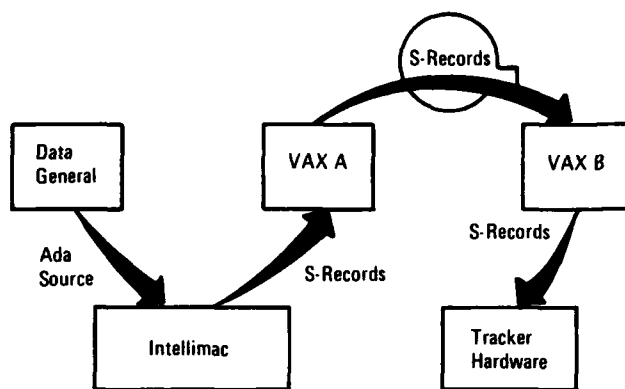 S-Records
Data
General
VAX A
VAX B
Ada
Source
S-Records
S-Records
Intellimac
Tracker
Hardware